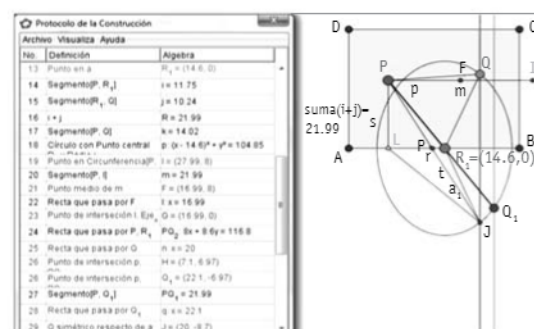 Protocolo de la Construcción
Archivo Visualiza Ayuda
No. Definición Algebra
13 Punto en a R₁ = (14.6, 0)
14 Segmento[P, R₁] i = 11.75
15 Segmento[R₁, Q] j = 10.24
16 i + j R = 21.99
17 Segmento[P, Q] k = 14.02
18 Círculo con Punto central p: (x - 14.6)² + y² = 104.85
19 Punto en Circunferencia[P, I = (27.99, 8)
20 Segmento[P, I] m = 21.99
21 Punto medio de m F = (16.99, 8)
22 Recta que pasa por F l: x = 16.99
23 Punto de intersección l, Eje G = (16.99, 0)
24 Recta que pasa por P, R₁ PQ₂: 8x + 8.6y = 116.8
25 Recta que pasa por Q n: x = 20
26 Punto de interseción p, H = (7.1, 6.97)
26 Punto de interseción p, Q₁ = (22.1, -6.97)
27 Segmento[P, Q₁] PQ₁ = 21.99
28 Recta que pasa por Q₁ q: x = 22.1
29 Q simétrico respecto de a J = (20, -8.7)
D
P
F Q
p m
suma(i+j)=
21.99
s
L
A
P r
R₁=(14.6,0)
B
t
a₁
Q₁
J